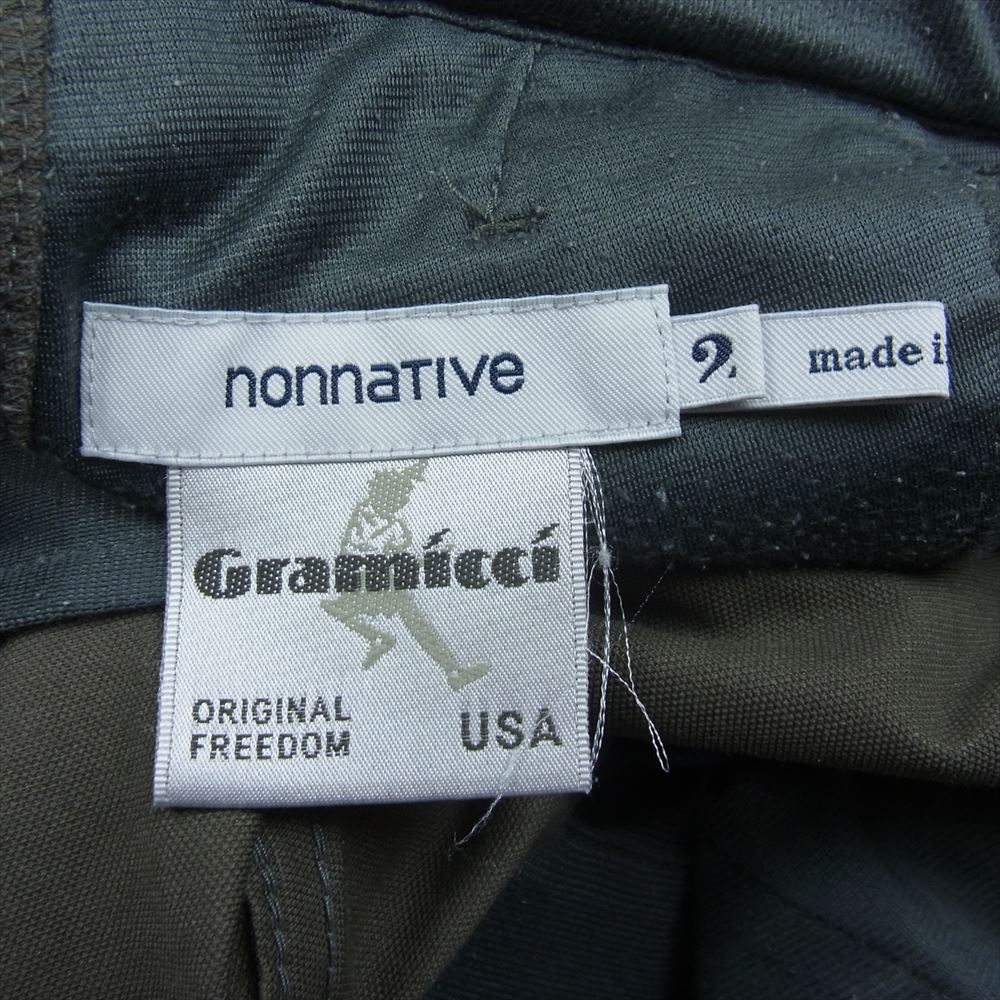 nonnative
2
made i
Gramicci
ORIGINAL
FREEDOM
USA